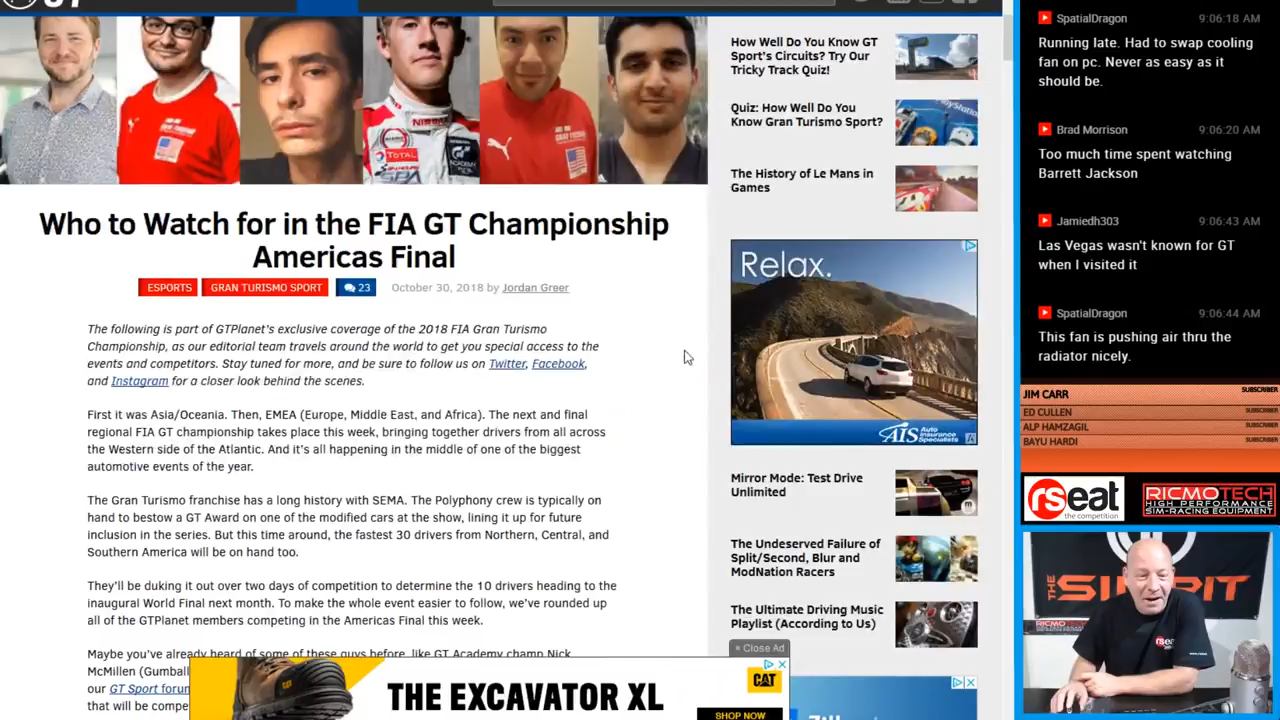 Who to Watch for in the FIA GT Championship
Americas Final
ESPORTS
GRAN TURISMO SPORT
23
October 30, 2018 by Jordan Greer
The following is part of GTPlanet's exclusive coverage of the 2018 FIA Gran Turismo
Championship, as our editorial team travels around the world to get you special access to the
events and competitors. Stay tuned for more, and be sure to follow us on Twitter, Facebook,
and Instagram for a closer look behind the scenes.
First it was Asia/Oceania. Then, EMEA (Europe, Middle East, and Africa). The next and final
regional FIA GT championship takes place this week, bringing together drivers from all across
the Western side of the Atlantic. And it's all happening in the middle of one of the biggest
automotive events of the year.
The Gran Turismo franchise has a long history with SEMA. The Polyphony crew is typically on
hand to bestow a GT Award on one of the modified cars at the show, lining it up for future
inclusion in the series. But this time around, the fastest 30 drivers from Northern, Central, and
Southern America will be on hand too.
They'll be duking it out over two days of competition to determine the 10 drivers heading to the
inaugural World Final next month. To make the whole event easier to follow, we've rounded up
all of the GTPlanet members competing in the Americas Final this week.
Maybe you've already heard of some of these guys before, like GT Academy champ Nick
McMillen (Gumball
our GT Sport forum
that will be compe
THE EXCAVATOR XL
CAT
SHOP NOW
× Close Ad
How Well Do You Know GT
Sport's Circuits? Try Our
Tricky Track Quiz!
Quiz: How Well Do You
Know Gran Turismo Sport?
The History of Le Mans in
Games
Relax.
AIS Auto
Insurance
Specialists
Mirror Mode: Test Drive
Unlimited
The Undeserved Failure of
Split/Second, Blur and
ModNation Racers
The Ultimate Driving Music
Playlist (According to Us)
SpatialDragon 9:06:18 AM
Running late. Had to swap cooling
fan on pc. Never as easy as it
should be.
Brad Morrison 9:06:20 AM
Too much time spent watching
Barrett Jackson
Jamiedh303 9:06:43 AM
Las Vegas wasn't known for GT
when I visited it
SpatialDragon 9:06:44 AM
This fan is pushing air thru the
radiator nicely.
JIM CARR SUBSCRIBER
ED CULLEN SUBSCRIBER
ALP HAMZAGIL SUBSCRIBER
BAYU HARDI SUBSCRIBER
rseat
the competition
RICMOTECH
HIGH PERFORMANCE
SIM-RACING EQUIPMENT
THE
rseat
TOTAL